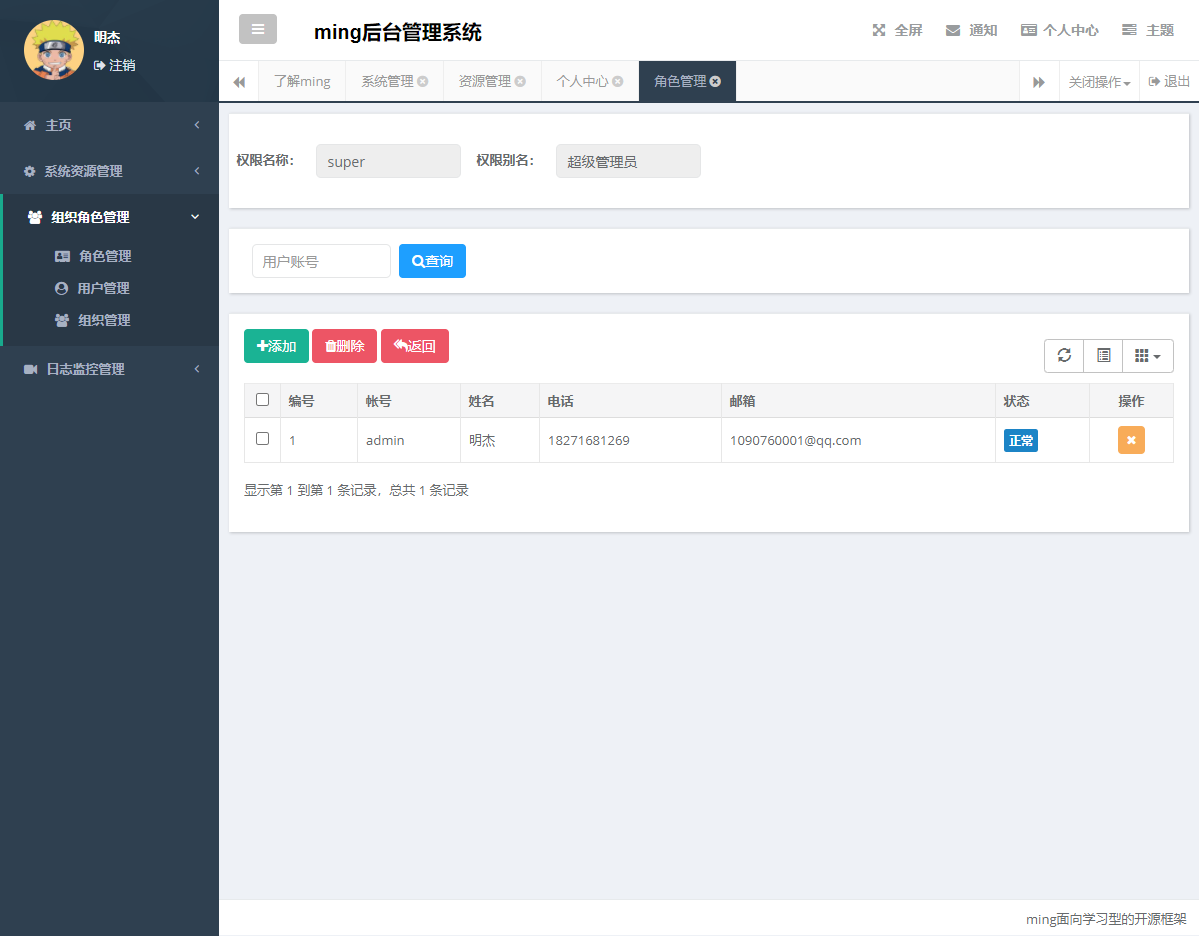 明杰
注销
主页
系统资源管理
组织角色管理
角色管理
用户管理
组织管理
日志监控管理
ming后台管理系统
全屏 通知 个人中心 主题
了解ming 系统管理 资源管理 个人中心 角色管理 关闭操作 退出
权限名称： super 权限别名： 超级管理员
用户账号 查询
添加 删除 返回
编号 帐号 姓名 电话 邮箱 状态 操作
1 admin 明杰 18271681269 1090760001@qq.com 正常
显示第 1 到第 1 条记录，总共 1 条记录
ming面向学习型的开源框架